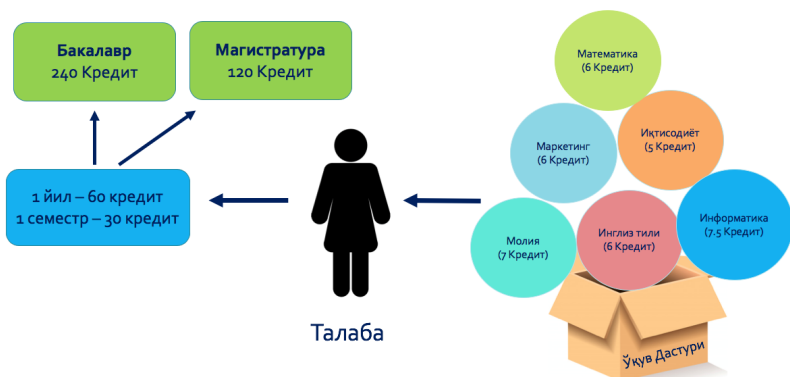 Бакалавр
240 Кредит
Магистратура
120 Кредит
1 йил – 60 кредит
1 семестр – 30 кредит
Талаба
Математика
(6 Кредит)
Маркетинг
(6 Кредит)
Иқтисодиёт
(5 Кредит)
Молия
(7 Кредит)
Инглиз тили
(6 Кредит)
Информатика
(7.5 Кредит)
Ўқув Дастури